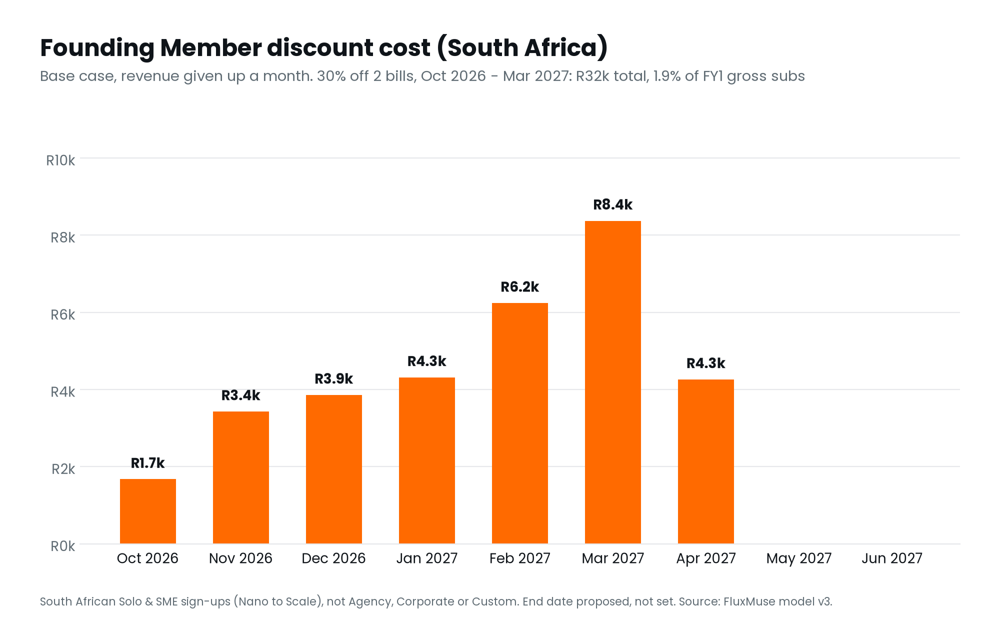 Founding Member discount cost (South Africa)
Base case, revenue given up a month. 30% off 2 bills, Oct 2026 - Mar 2027: R32k total, 1.9% of FY1 gross subs
R10k
R8k
R6k
R4k
R2k
R0k
R1.7k
R3.4k
R3.9k
R4.3k
R6.2k
R8.4k
R4.3k
Oct 2026 Nov 2026 Dec 2026 Jan 2027 Feb 2027 Mar 2027 Apr 2027 May 2027 Jun 2027
South African Solo & SME sign-ups (Nano to Scale), not Agency, Corporate or Custom. End date proposed, not set. Source: FluxMuse model v3.